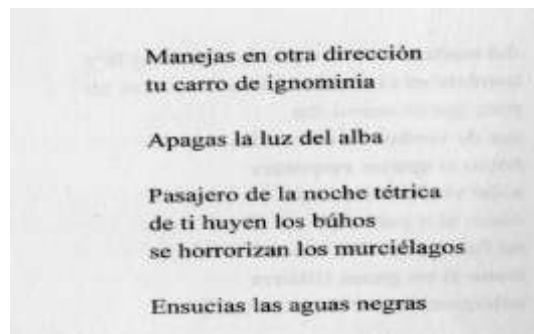 Manejas en otra dirección
tu carro de ignominia
Apagas la luz del alba
Pasajero de la noche tétrica
de ti huyen los búhos
se horrorizan los murciélagos
Ensucias las aguas negras